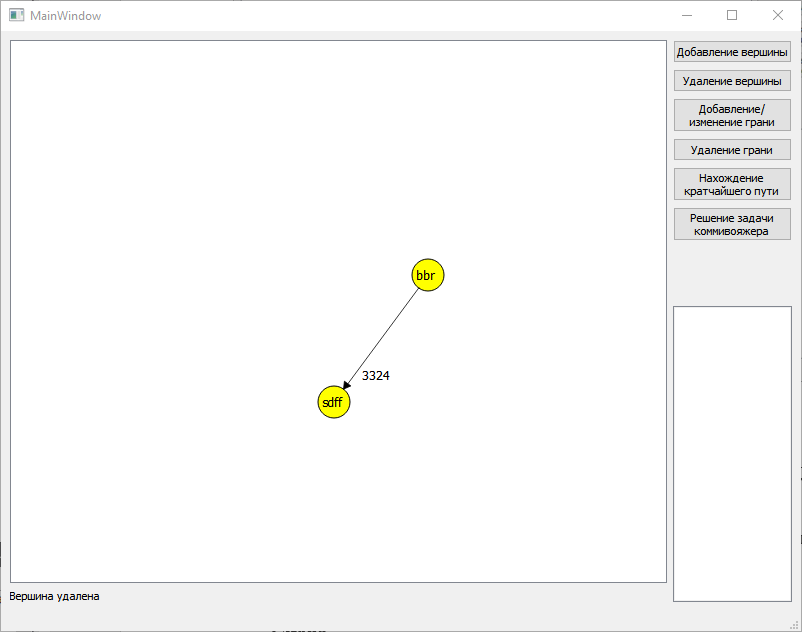 MainWindow
Добавление вершины
Удаление вершины
Добавление/
изменение грани
Удаление грани
Нахождение
кратчайшего пути
Решение задачи
коммивояжера
bbr
3324
sdff
Вершина удалена